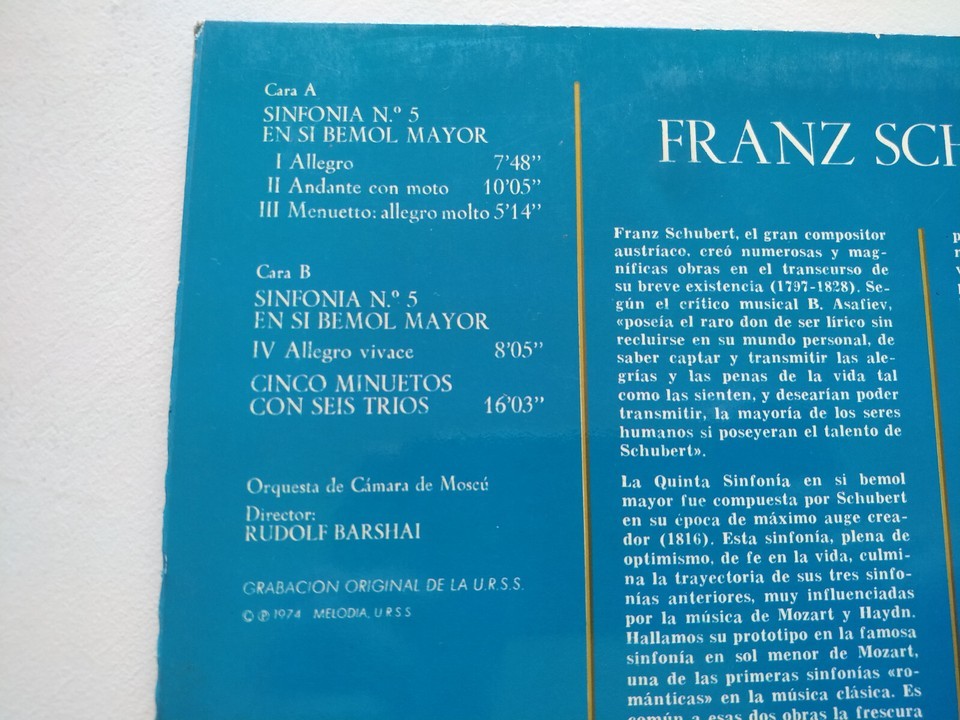 Cara A
SINFONIA N.º 5
EN SI BEMOL MAYOR
I Allegro 7'48"
II Andante con moto 10'05"
III Menuetto: allegro molto 5'14"
Cara B
SINFONIA N.º 5
EN SI BEMOL MAYOR
IV Allegro vivace 8'05"
CINCO MINUETOS
CON SEIS TRIOS 16'03"
Orquesta de Cámara de Moscú
Director:
RUDOLF BARSHAI
GRABACION ORIGINAL DE LA U.R.S.S.
© ℗ 1974 MELODIA, U.R.S.S
FRANZ SCH
Franz Schubert, el gran compositor
austríaco, creó numerosas y mag-
níficas obras en el transcurso de
su breve existencia (1797-1828). Se-
gún el crítico musical B. Asafiev,
«poseía el raro don de ser lírico sin
recluirse en su mundo personal, de
saber captar y transmitir las ale-
grías y las penas de la vida tal
como las sienten, y desearían poder
transmitir, la mayoría de los seres
humanos si poseyeran el talento de
Schubert».
La Quinta Sinfonía en si bemol
mayor fue compuesta por Schubert
en su época de máximo auge crea-
dor (1816). Esta sinfonía, plena de
optimismo, de fe en la vida, culmi-
na la trayectoria de sus tres sinfo-
nías anteriores, muy influenciadas
por la música de Mozart y Haydn.
Hallamos su prototipo en la famosa
sinfonía en sol menor de Mozart,
una de las primeras sinfonías «ro-
mánticas» en la música clásica. Es
común a esas dos obras la frescura